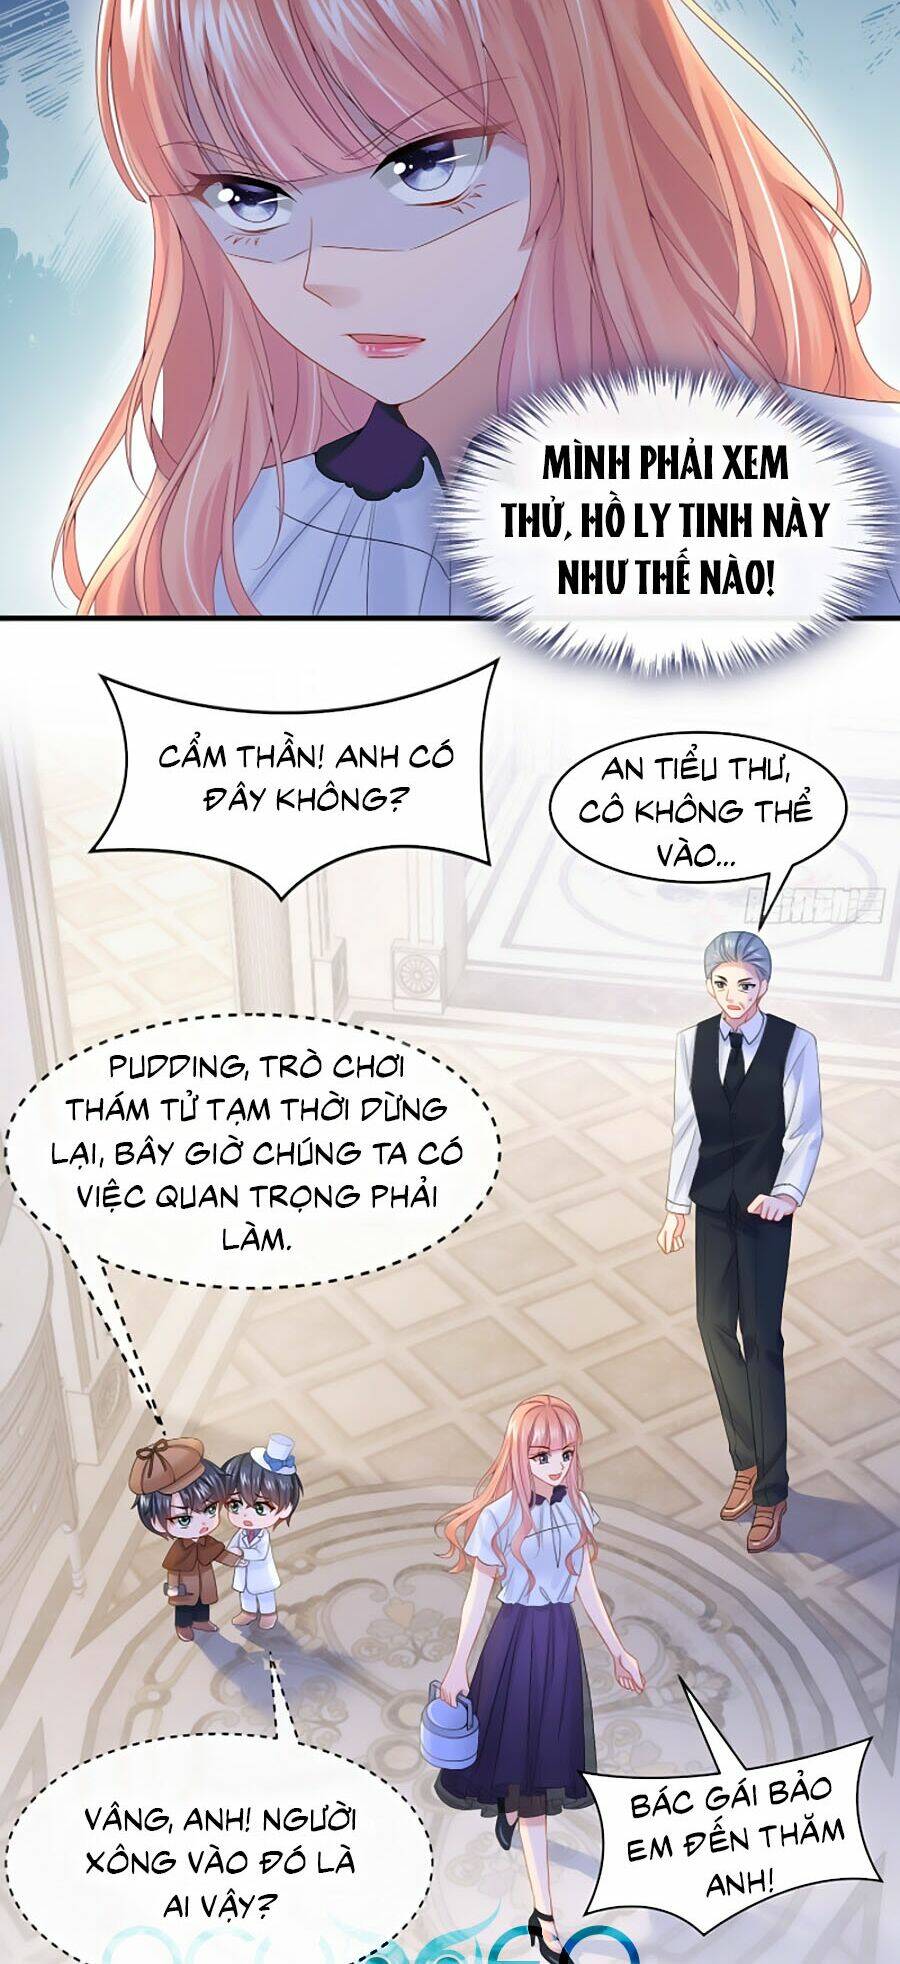 MÌNH PHẢI XEM
THỬ, HỒ LY TINH NÀY
NHƯ THẾ NÀO!
CẨM THẦN! ANH CÓ
ĐÂY KHÔNG?
AN TIỂU THƯ,
CÔ KHÔNG THỂ
VÀO...
PUDDING, TRÒ CHƠI
THÁM TỬ TẠM THỜI DỪNG
LẠI, BÂY GIỜ CHÚNG TA CÓ
VIỆC QUAN TRỌNG PHẢI
LÀM.
BÁC GÁI BẢO
EM ĐẾN THĂM
ANH!
VÂNG, ANH! NGƯỜI
XÔNG VÀO ĐÓ LÀ
AI VẬY?